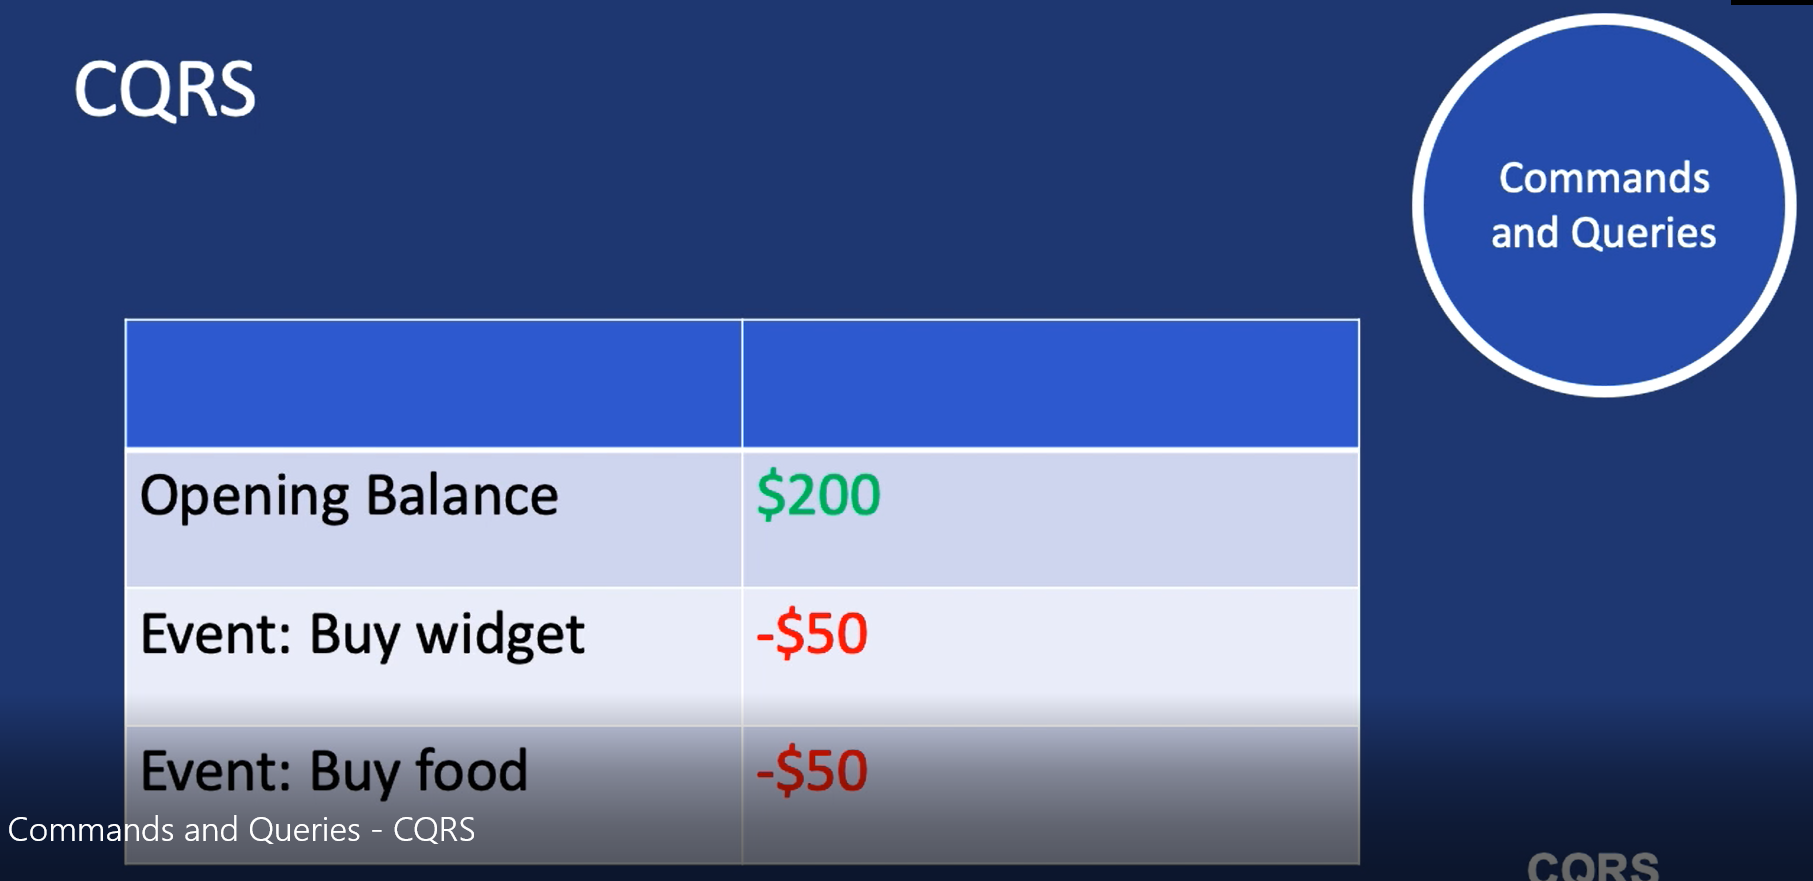 CQRS
Commands
and Queries
Opening Balance $200
Event: Buy widget -$50
Event: Buy food -$50
Commands and Queries - CQRS
CQRS